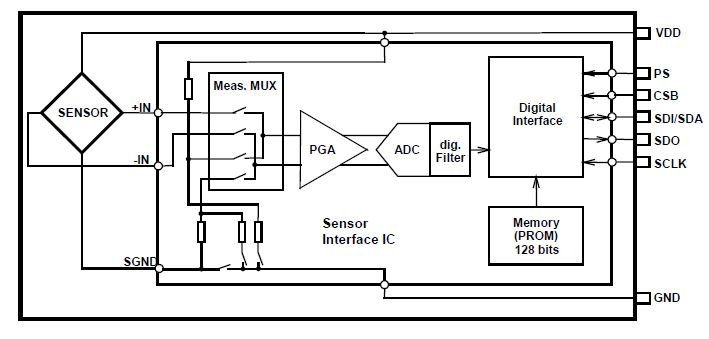 VDD
Meas. MUX
PS
SENSOR
+IN
CSB
Digital
Interface
SDI/SDA
PGA
ADC
dig.
Filter
SDO
-IN
SCLK
Sensor
Interface IC
Memory
(PROM)
128 bits
SGND
GND